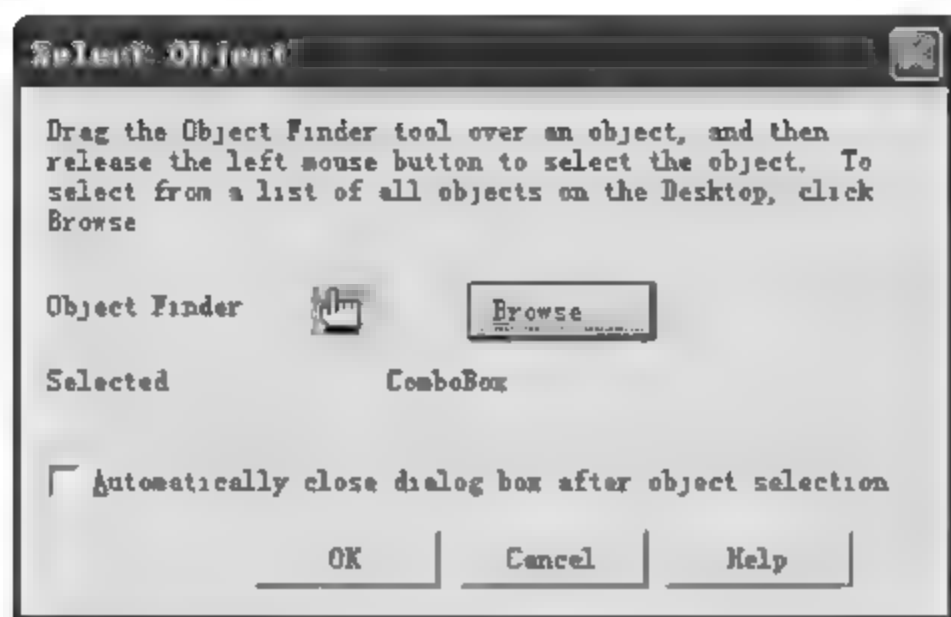 Select Object
Drag the Object Finder tool over an object, and then
release the left mouse button to select the object. To
select from a list of all objects on the Desktop, click
Browse
Object Finder
Browse
Selected ComboBox
Automatically close dialog box after object selection
OK Cancel Help